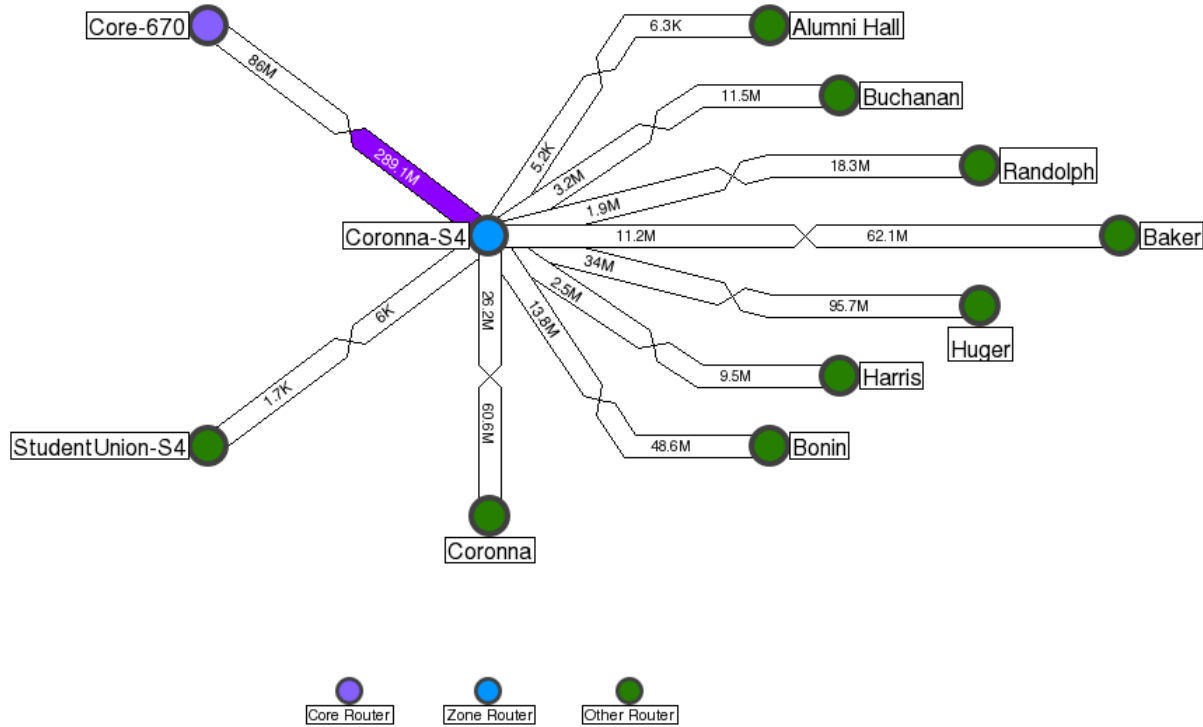 Core-670
6.3K
Alumni Hall
86M
11.5M
Buchanan
289.1M
5.2K
3.2M
18.3M
Randolph
1.9M
Coronna-S4
11.2M
62.1M
Baker
34M
2.5M
26.2M
13.8M
6K
95.7M
Huger
9.5M
Harris
1.7K
60.6M
StudentUnion-S4
48.6M
Bonin
Coronna
Core Router
Zone Router
Other Router